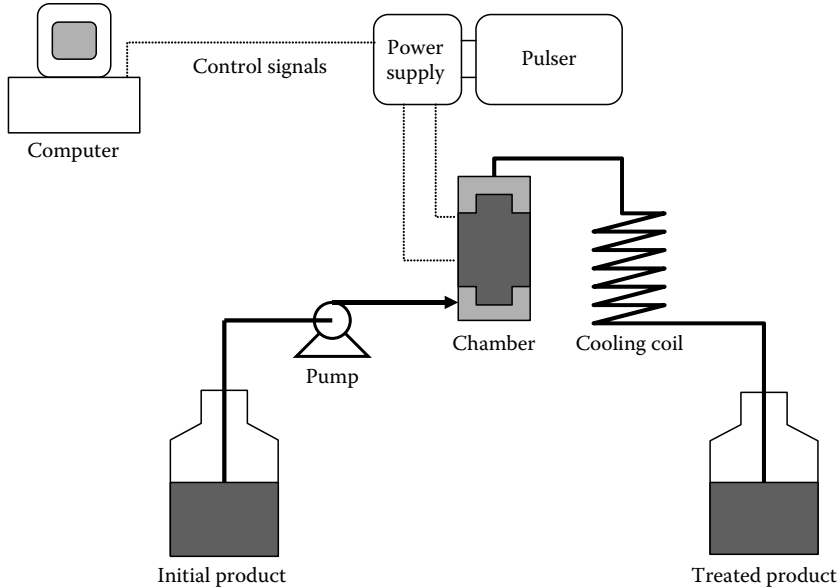 Power
supply
Pulser
Control signals
Computer
Chamber
Cooling coil
Pump
Initial product
Treated product